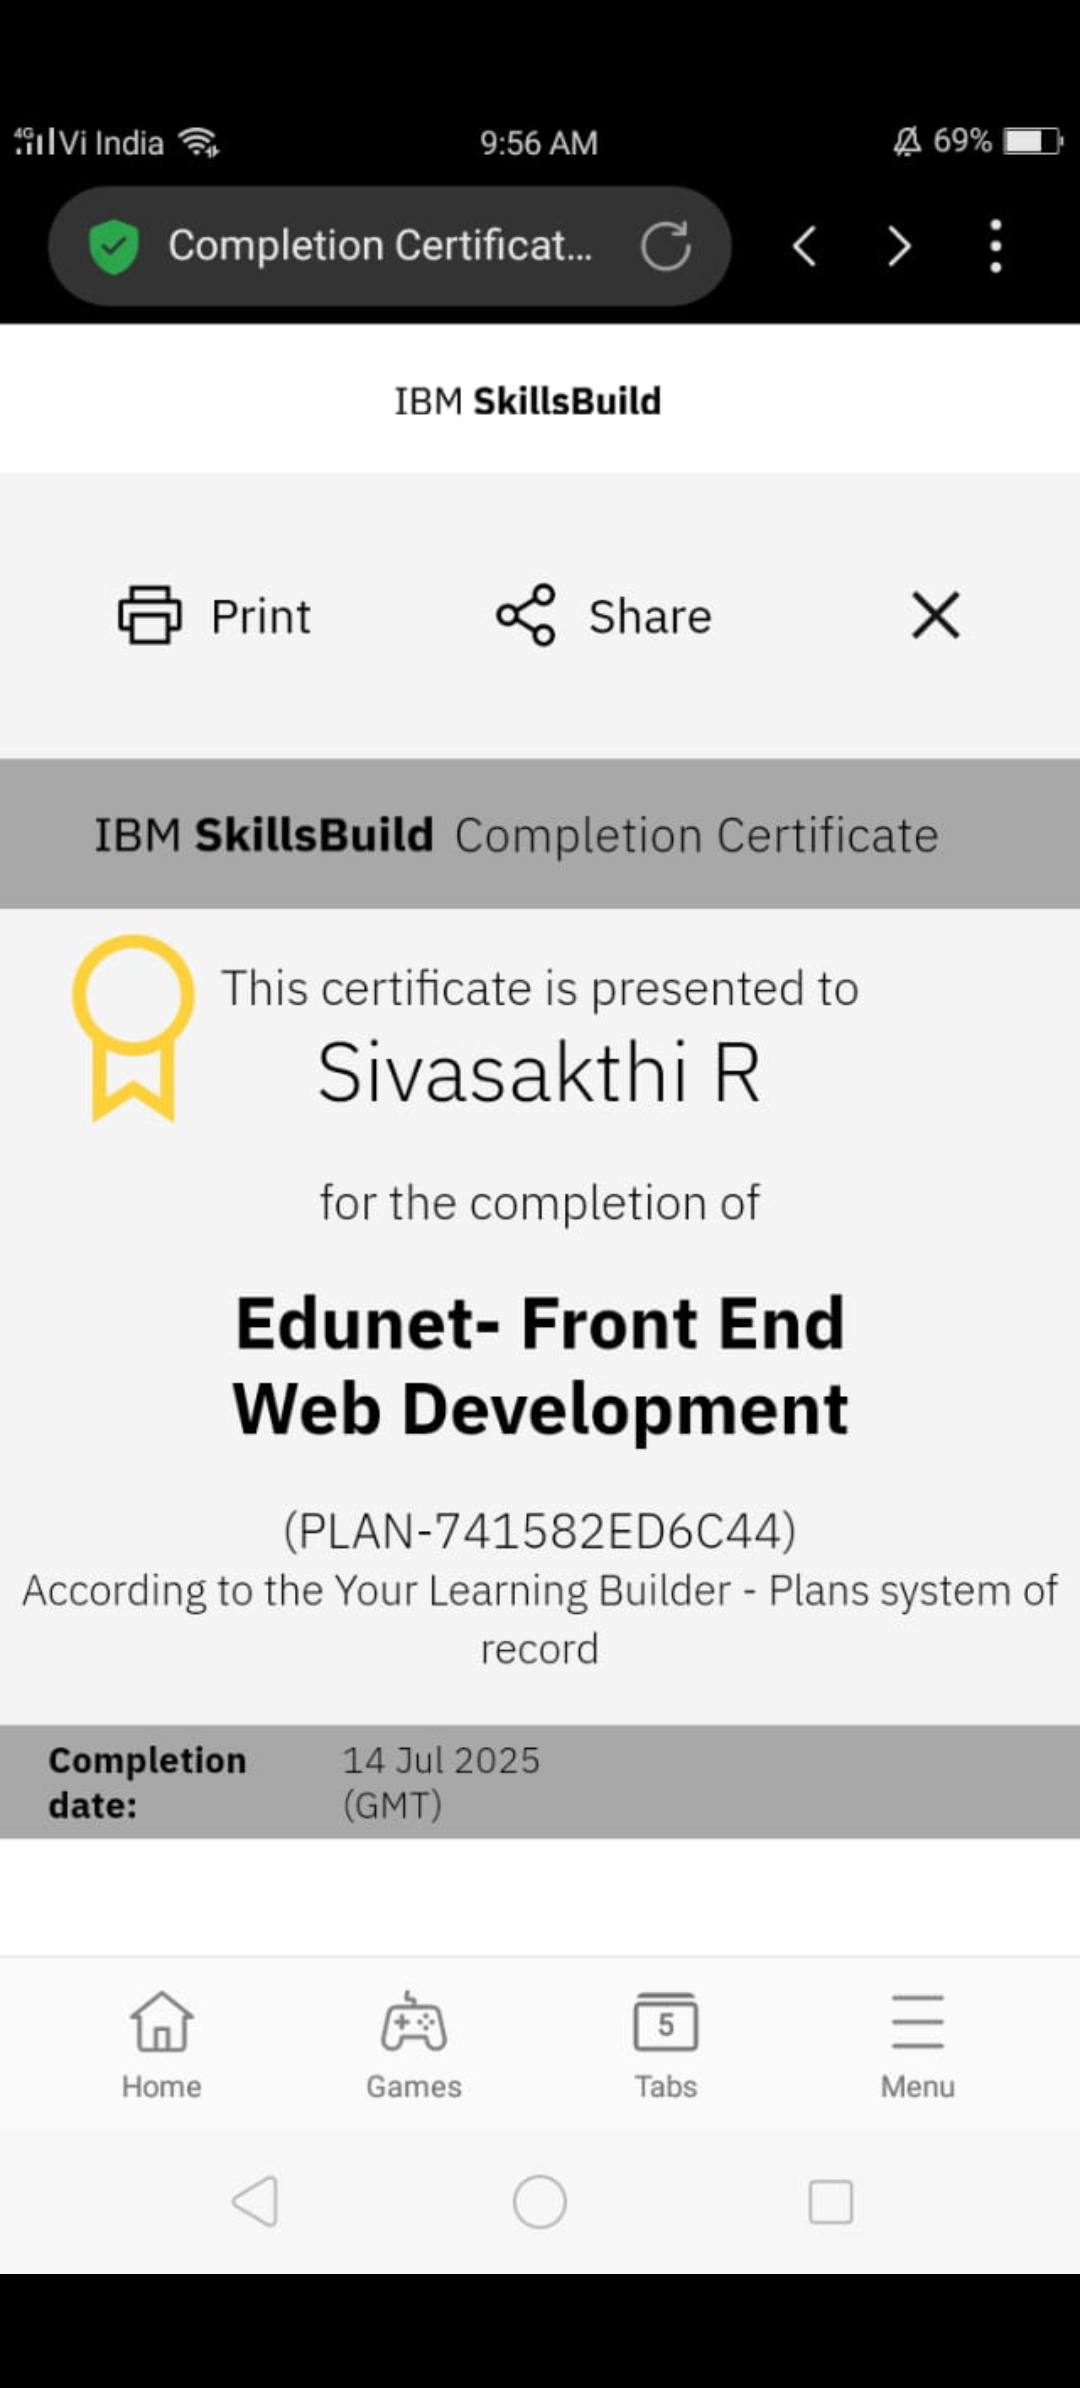 4G Vi India 9:56 AM 69%
Completion Certificat...
IBM SkillsBuild
Print Share
IBM SkillsBuild Completion Certificate
This certificate is presented to
Sivasakthi R
for the completion of
Edunet- Front End
Web Development
(PLAN-741582ED6C44)
According to the Your Learning Builder - Plans system of
record
Completion 14 Jul 2025
date: (GMT)
5
Home Games Tabs Menu